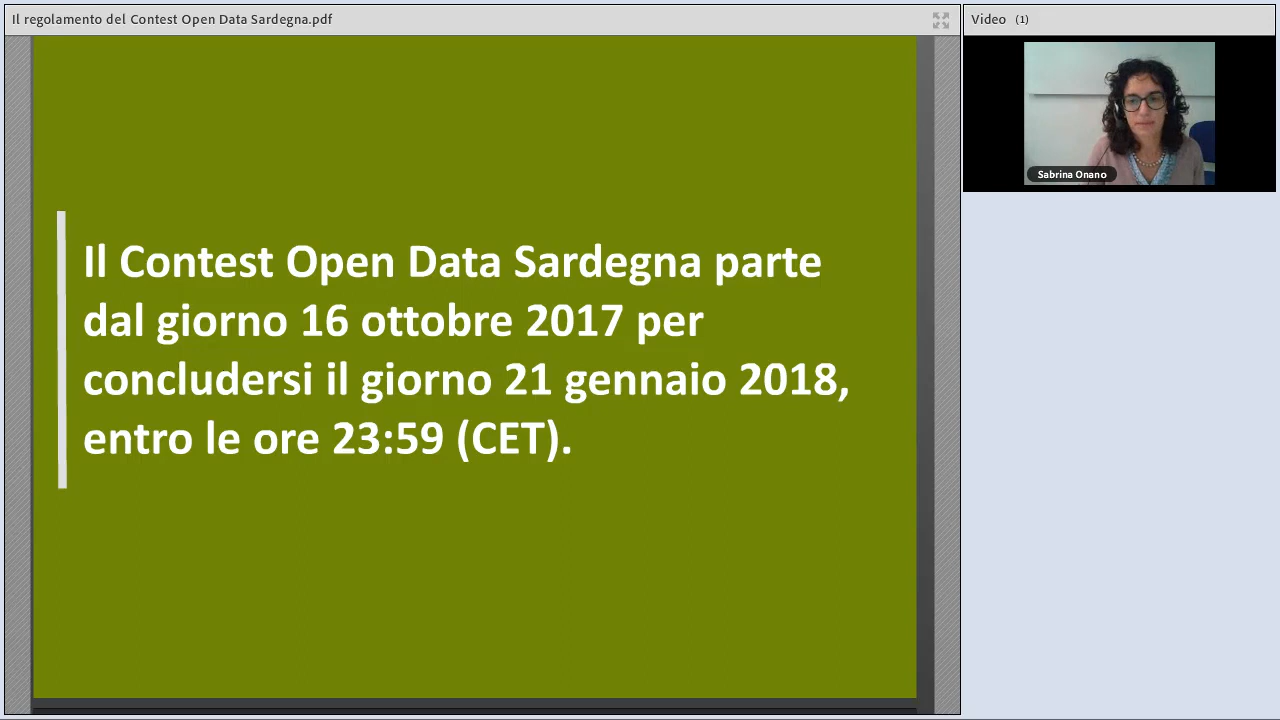 Il regolamento del Contest Open Data Sardegna.pdf
Video (1)
Sabrina Onano
Il Contest Open Data Sardegna parte
dal giorno 16 ottobre 2017 per
concludersi il giorno 21 gennaio 2018,
entro le ore 23:59 (CET).